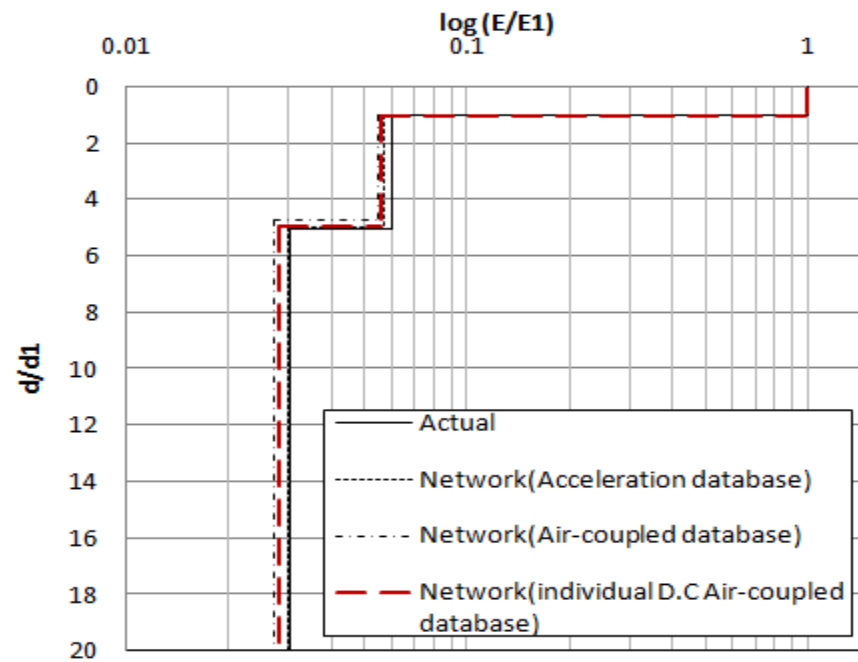 log (E/E1)
0.01 0.1 1
0
2
4
6
8
10
12
14
16
18
20
d/d1
Actual
Network(Acceleration database)
Network(Air-coupled database)
Network(individual D.C Air-coupled
database)